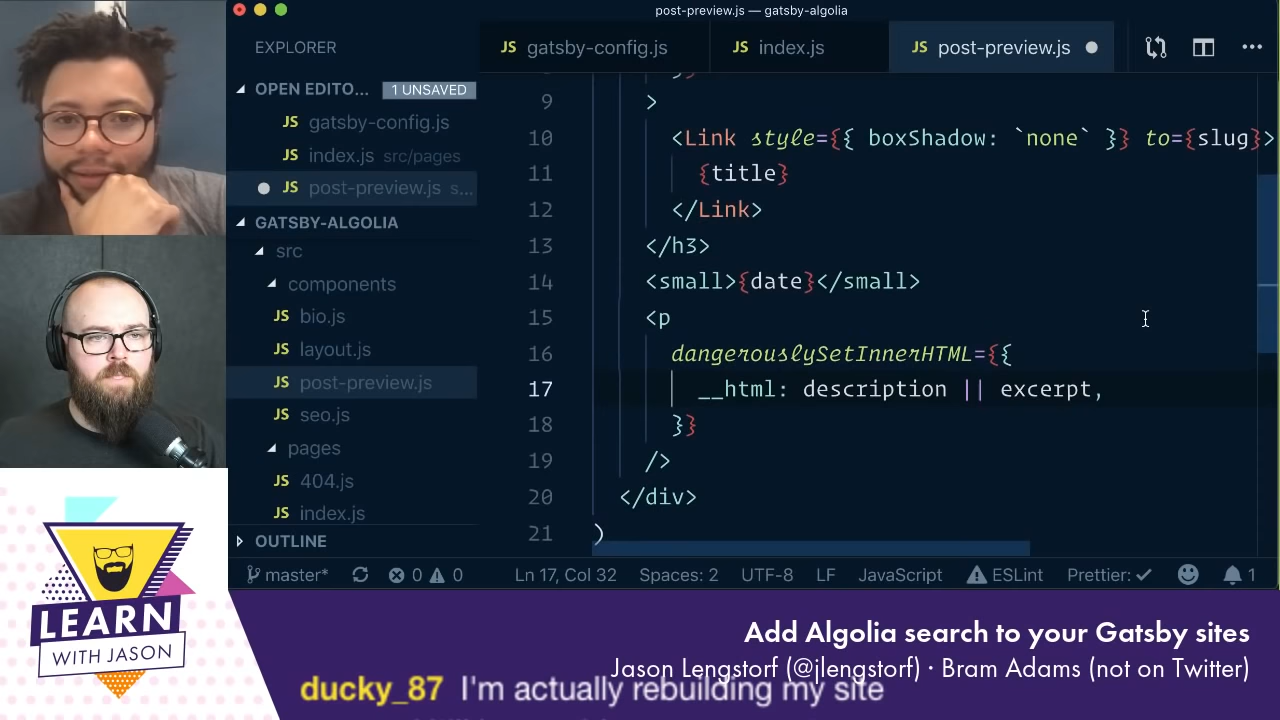 post-preview.js — gatsby-algolia
EXPLORER
JS gatsby-config.js
JS index.js
JS post-preview.js
OPEN EDITO... 1 UNSAVED
JS gatsby-config.js
JS index.js src/pages
JS post-preview.js s...
GATSBY-ALGOLIA
src
components
JS bio.js
JS layout.js
JS post-preview.js
JS seo.js
pages
JS 404.js
JS index.js
OUTLINE
9 >
10 <Link style={{ boxShadow: `none` }} to={slug}>
11 {title}
12 </Link>
13 </h3>
14 <small>{date}</small>
15 <p
16 dangerouslySetInnerHTML={{
17 __html: description || excerpt,
18 }}
19 />
20 </div>
21 )
master* 0 0 Ln 17, Col 32 Spaces: 2 UTF-8 LF JavaScript ESLint Prettier: ✓ 1
LEARN
WITH JASON
Add Algolia search to your Gatsby sites
Jason Lengstorf (@jlengstorf) · Bram Adams (not on Twitter)
ducky_87 I'm actually rebuilding my site